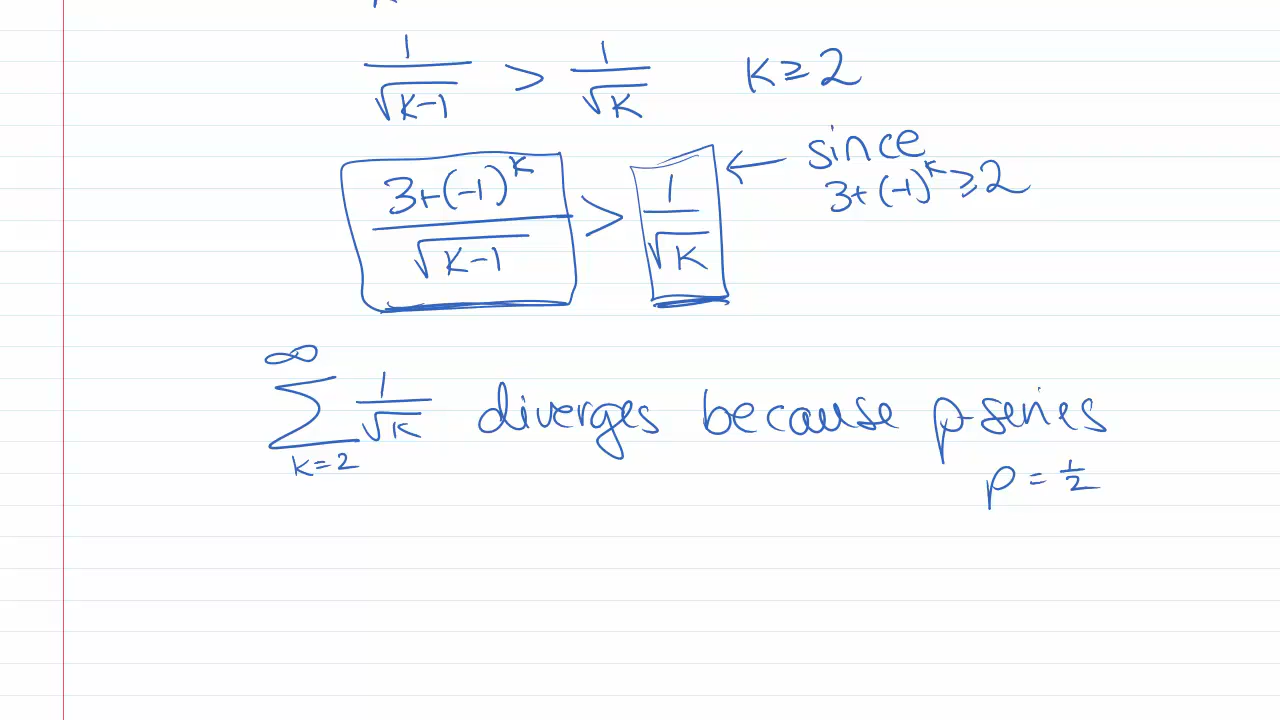 1/√(K-1) > 1/√K K ≥ 2
(3+(-1)^K)/√(K-1) > 1/√K ← since
3+(-1)^K ≥ 2
∞
∑ 1/√K diverges because p-series
K=2
p = 1/2